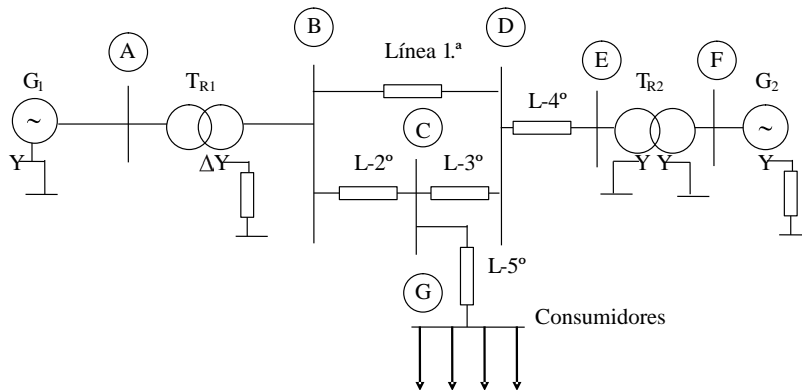 B
D
A
Línea 1.ª
E
F
G1
TR1
TR2
G2
L-4º
~
C
~
Y
ΔY
L-2º
L-3º
Y Y
Y
L-5º
G
Consumidores